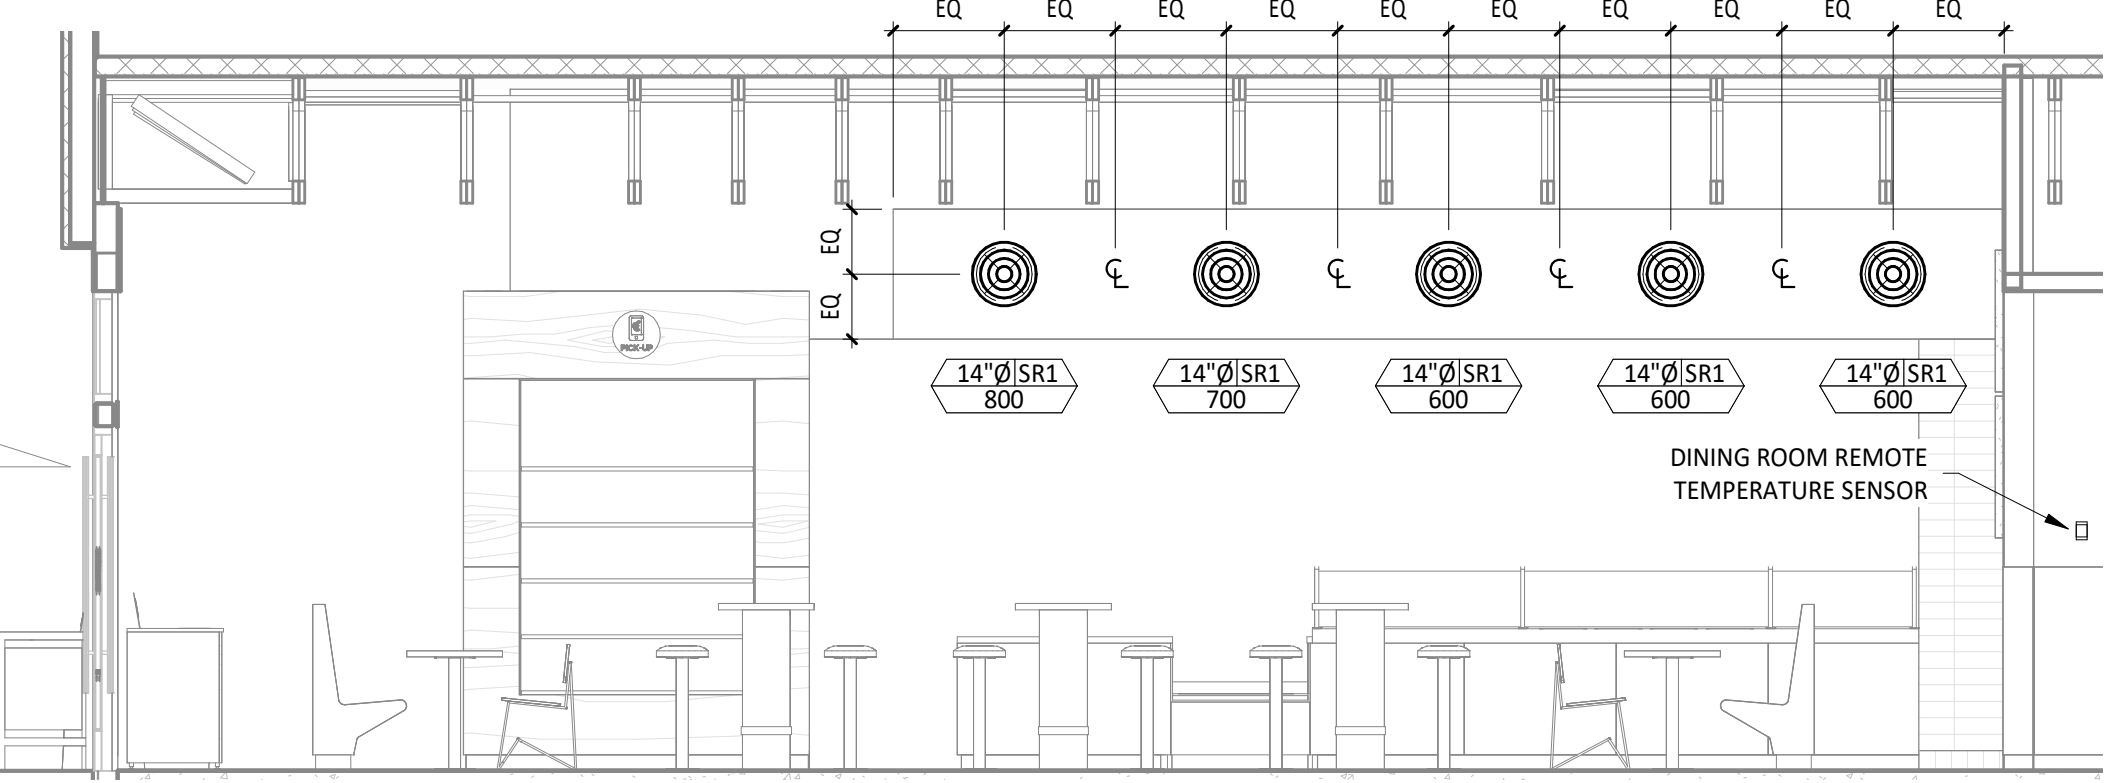 EQ EQ EQ EQ EQ EQ EQ EQ EQ EQ
EQ
EQ
℄ ℄ ℄ ℄
PICK-UP
14"Ø SR1 14"Ø SR1 14"Ø SR1 14"Ø SR1 14"Ø SR1
800 700 600 600 600
DINING ROOM REMOTE
TEMPERATURE SENSOR